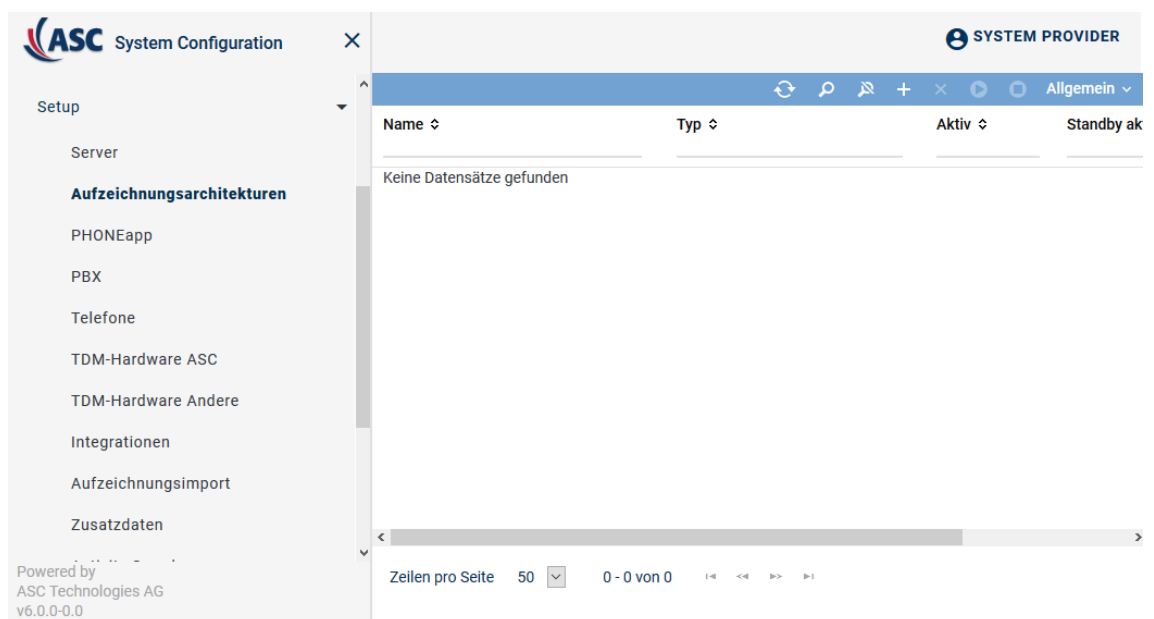 ASC System Configuration
SYSTEM PROVIDER
Setup
Server
Aufzeichnungsarchitekturen
PHONEapp
PBX
Telefone
TDM-Hardware ASC
TDM-Hardware Andere
Integrationen
Aufzeichnungsimport
Zusatzdaten
Powered by
ASC Technologies AG
v6.0.0-0.0
Allgemein
Name Typ Aktiv Standby ak
Keine Datensätze gefunden
Zeilen pro Seite 50 0 - 0 von 0